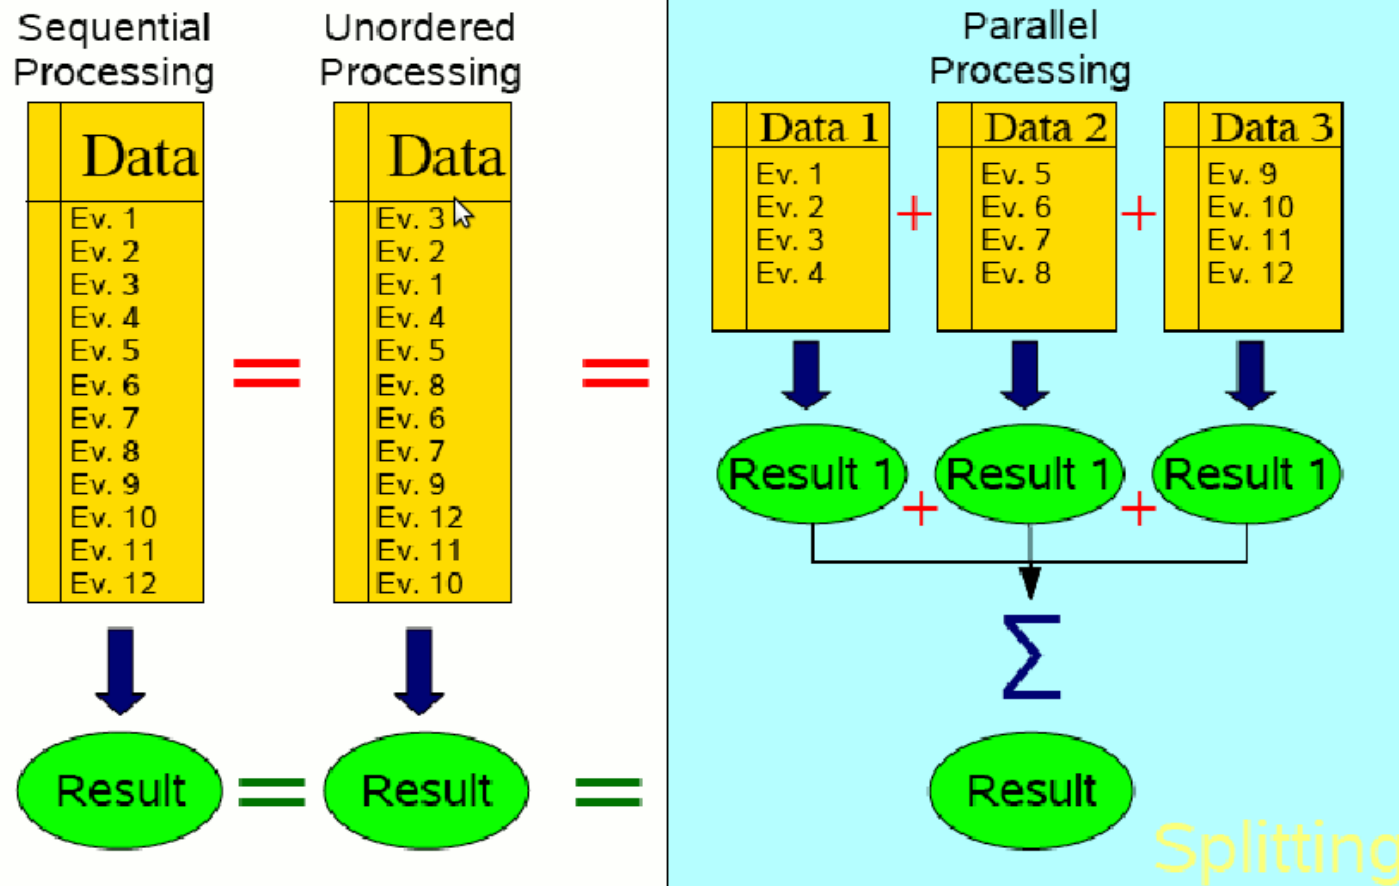 Sequential
Processing
Data
Ev. 1
Ev. 2
Ev. 3
Ev. 4
Ev. 5
Ev. 6
Ev. 7
Ev. 8
Ev. 9
Ev. 10
Ev. 11
Ev. 12
Result
=
Unordered
Processing
Data
Ev. 3
Ev. 2
Ev. 1
Ev. 4
Ev. 5
Ev. 8
Ev. 6
Ev. 7
Ev. 9
Ev. 12
Ev. 11
Ev. 10
Result
=
Parallel
Processing
Data 1
Ev. 1
Ev. 2
Ev. 3
Ev. 4
+
Data 2
Ev. 5
Ev. 6
Ev. 7
Ev. 8
+
Data 3
Ev. 9
Ev. 10
Ev. 11
Ev. 12
Result 1 + Result 1 + Result 1
Σ
Result
Splitting